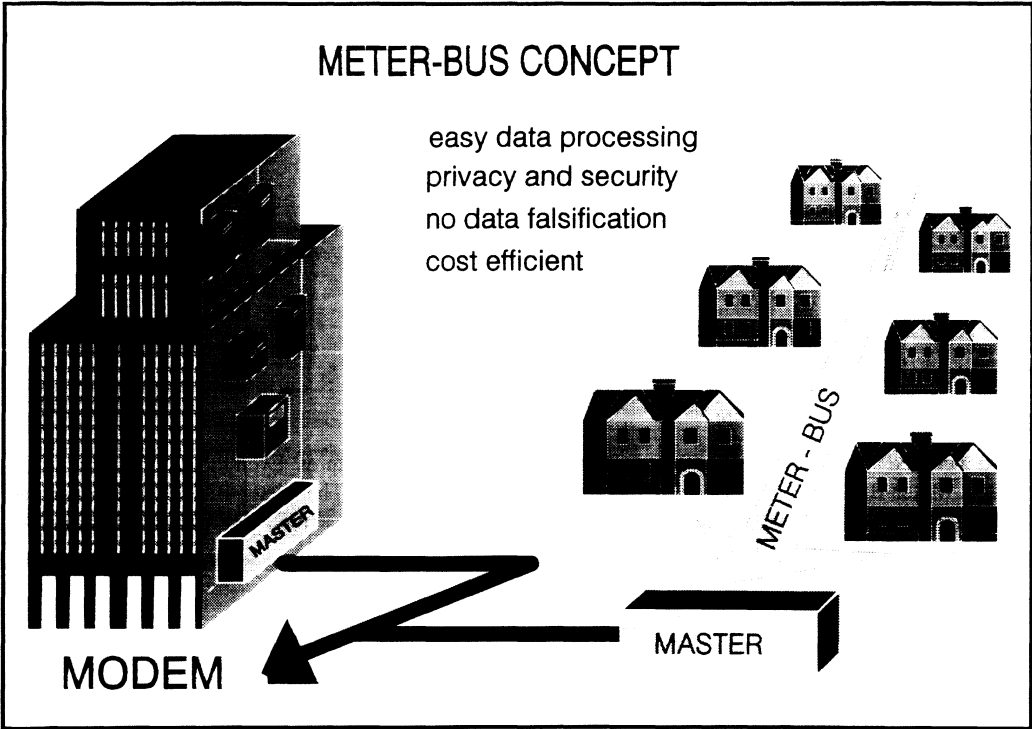 METER-BUS CONCEPT
easy data processing
privacy and security
no data falsification
cost efficient
METER - BUS
MASTER
MASTER
MODEM